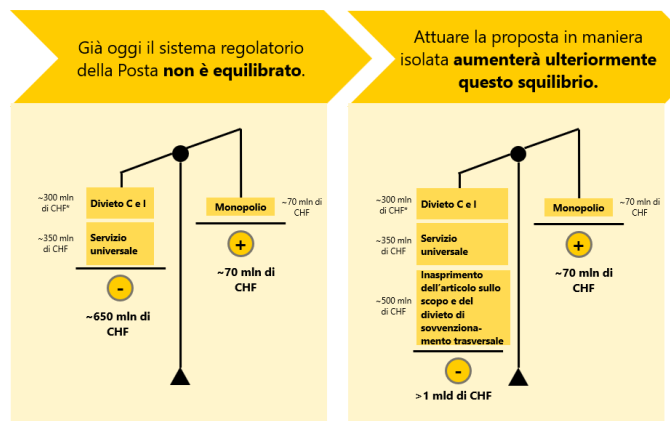 Già oggi il sistema regolatorio
della Posta non è equilibrato.
~300 mln
di CHF*
Divieto C e I
~350 mln
di CHF
Servizio
universale
-
~650 mln di
CHF
Monopolio
~70 mln di
CHF
+
~70 mln di
CHF
Attuare la proposta in maniera
isolata aumenterà ulteriormente
questo squilibrio.
~300 mln
di CHF*
Divieto C e I
~350 mln
di CHF
Servizio
universale
~500 mln
di CHF
Inasprimento
dell'articolo sullo
scopo e del
divieto di
sovvenziona-
mento trasversale
-
>1 mld di CHF
Monopolio
~70 mln di
CHF
+
~70 mln di
CHF